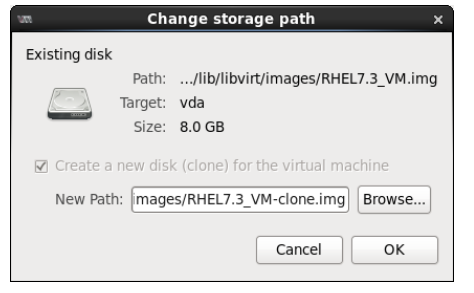 Change storage path
Existing disk
Path: .../lib/libvirt/images/RHEL7.3_VM.img
Target: vda
Size: 8.0 GB
Create a new disk (clone) for the virtual machine
New Path: images/RHEL7.3_VM-clone.img Browse...
Cancel OK